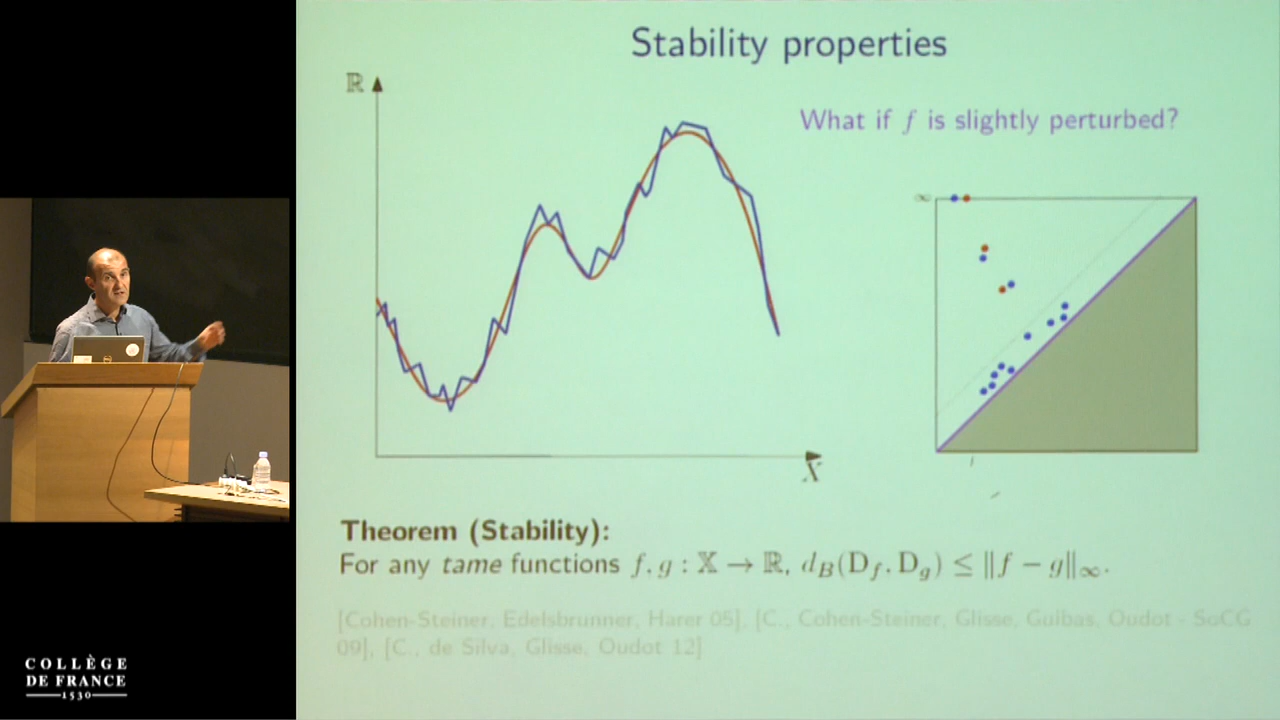 Stability properties
ℝ
What if f is slightly perturbed?
∞
X
Theorem (Stability):
For any tame functions f, g : 𝕏 → ℝ, d_B(D_f, D_g) ≤ ‖f − g‖_∞.
[Cohen-Steiner, Edelsbrunner, Harer 05], [C., Cohen-Steiner, Glisse, Guibas, Oudot - SoCG
09], [C., de Silva, Glisse, Oudot 12]
COLLÈGE
DE FRANCE
1530